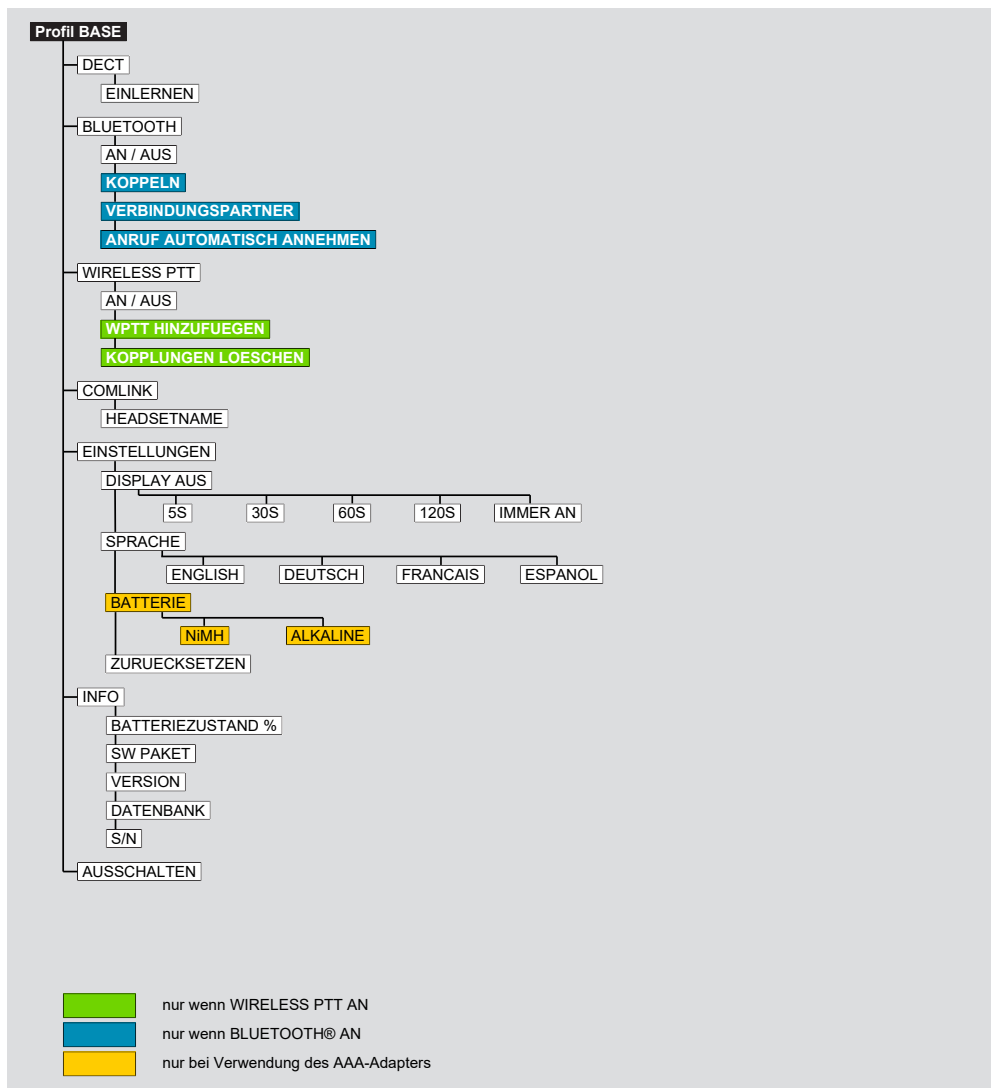 Profil BASE
DECT
EINLERNEN
BLUETOOTH
AN / AUS
KOPPELN
VERBINDUNGSPARTNER
ANRUF AUTOMATISCH ANNEHMEN
WIRELESS PTT
AN / AUS
WPTT HINZUFUEGEN
KOPPLUNGEN LOESCHEN
COMLINK
HEADSETNAME
EINSTELLUNGEN
DISPLAY AUS
5S 30S 60S 120S IMMER AN
SPRACHE
ENGLISH DEUTSCH FRANCAIS ESPANOL
BATTERIE
NiMH ALKALINE
ZURUECKSETZEN
INFO
BATTERIEZUSTAND %
SW PAKET
VERSION
DATENBANK
S/N
AUSSCHALTEN
nur wenn WIRELESS PTT AN
nur wenn BLUETOOTH® AN
nur bei Verwendung des AAA-Adapters